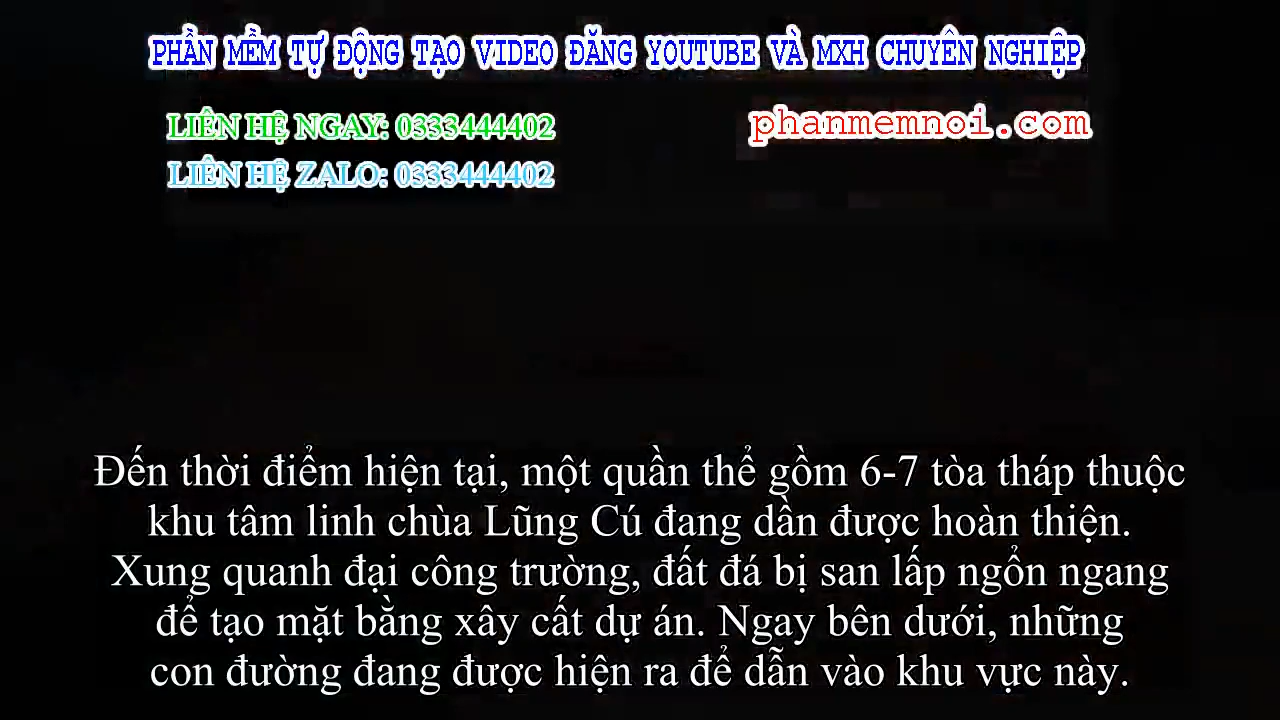 PHẦN MỀM TỰ ĐỘNG TẠO VIDEO ĐĂNG YOUTUBE VÀ MXH CHUYÊN NGHIỆP
LIÊN HỆ NGAY: 0333444402
phanmemnoi.com
LIÊN HỆ ZALO: 0333444402
Đến thời điểm hiện tại, một quần thể gồm 6-7 tòa tháp thuộc
khu tâm linh chùa Lũng Cú đang dần được hoàn thiện.
Xung quanh đại công trường, đất đá bị san lấp ngổn ngang
để tạo mặt bằng xây cất dự án. Ngay bên dưới, những
con đường đang được hiện ra để dẫn vào khu vực này.